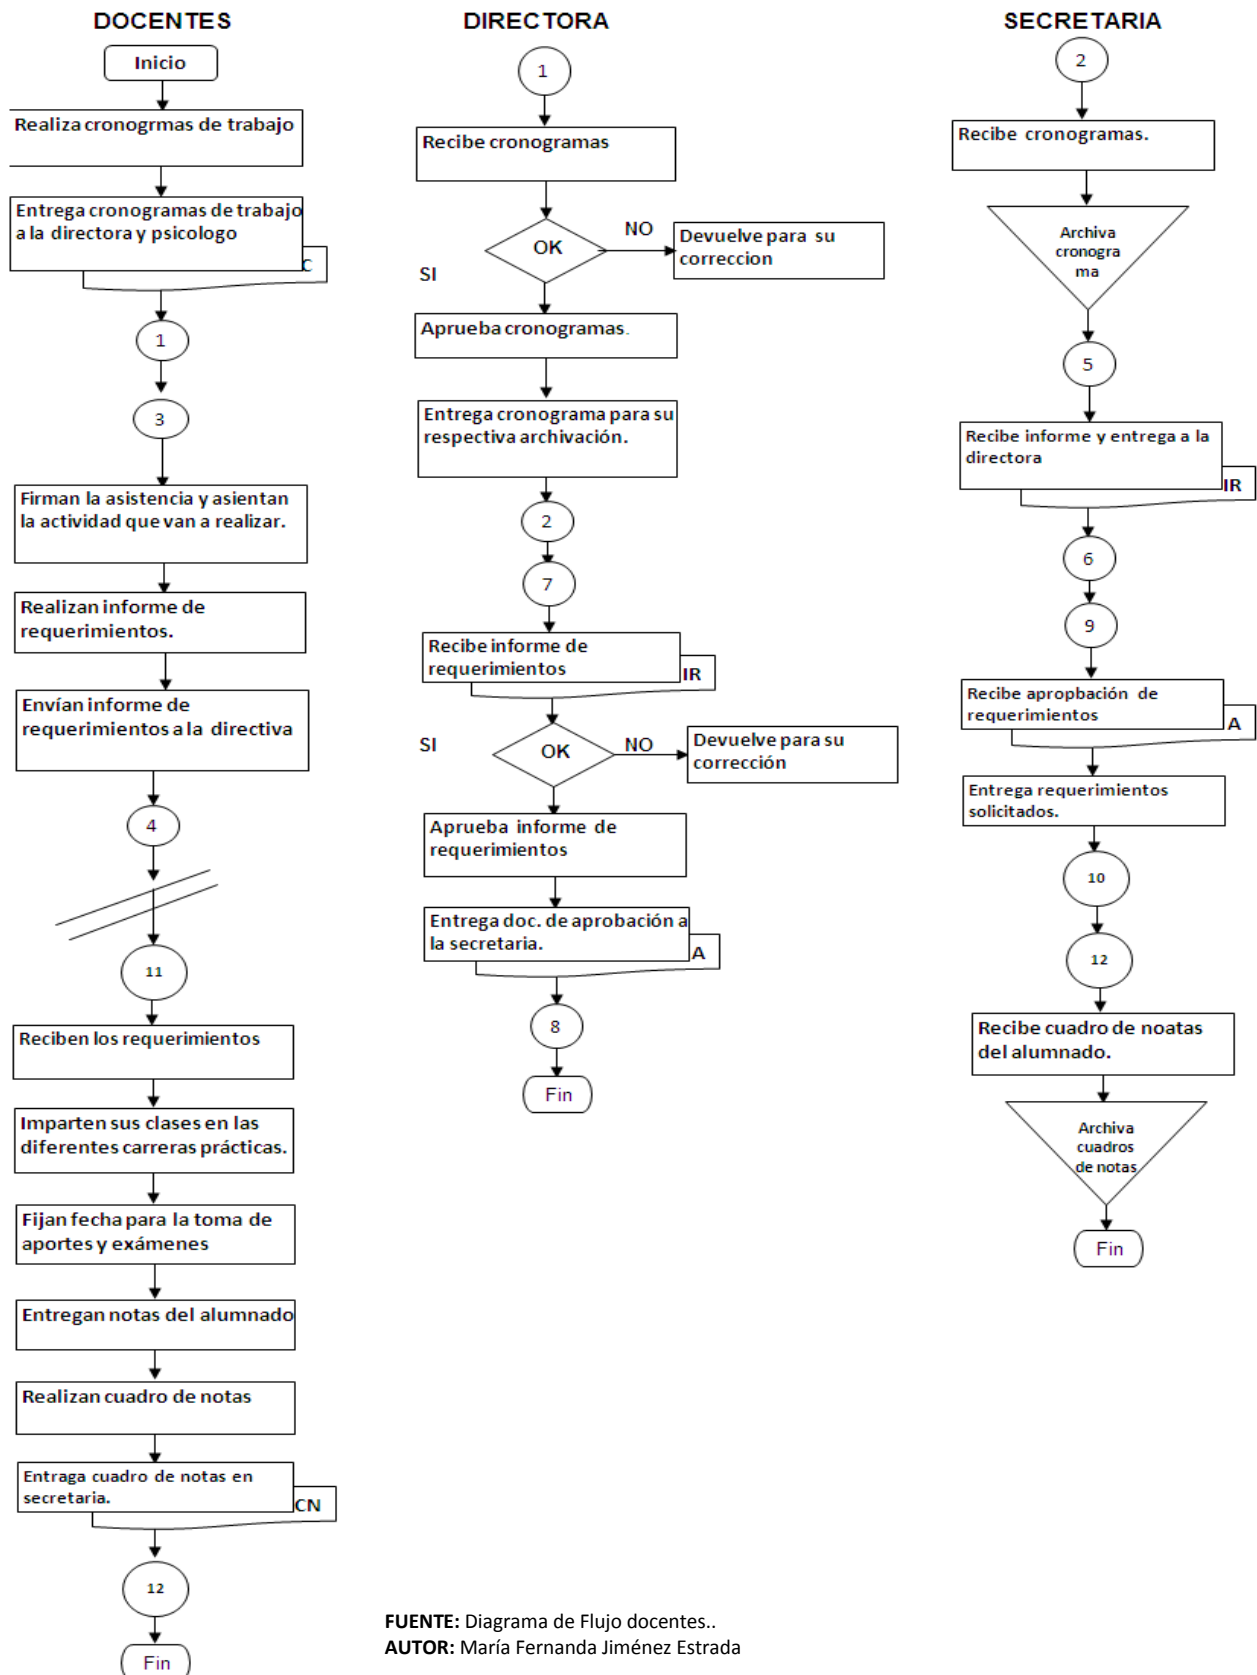 DOCENTES
Inicio
Realiza cronogrmas de trabajo
Entrega cronogramas de trabajo
a la directora y psicologo
C
1
3
Firman la asistencia y asientan
la actividad que van a realizar.
Realizan informe de
requerimientos.
Envían informe de
requerimientos a la directiva
4
11
Reciben los requerimientos
Imparten sus clases en las
diferentes carreras prácticas.
Fijan fecha para la toma de
aportes y exámenes
Entregan notas del alumnado
Realizan cuadro de notas
Entraga cuadro de notas en
secretaria.
CN
12
Fin
DIRECTORA
1
Recibe cronogramas
OK
NO
Devuelve para su
correccion
SI
Aprueba cronogramas.
Entrega cronograma para su
respectiva archivación.
2
7
Recibe informe de
requerimientos
IR
SI
OK
NO
Devuelve para su
corrección
Aprueba informe de
requerimientos
Entrega doc. de aprobación a
la secretaria.
A
8
Fin
SECRETARIA
2
Recibe cronogramas.
Archiva
cronogra
ma
5
Recibe informe y entrega a la
directora
IR
6
9
Recibe apropbación de
requerimientos
A
Entrega requerimientos
solicitados.
10
12
Recibe cuadro de noatas
del alumnado.
Archiva
cuadros
de notas
Fin
FUENTE: Diagrama de Flujo docentes..
AUTOR: María Fernanda Jiménez Estrada